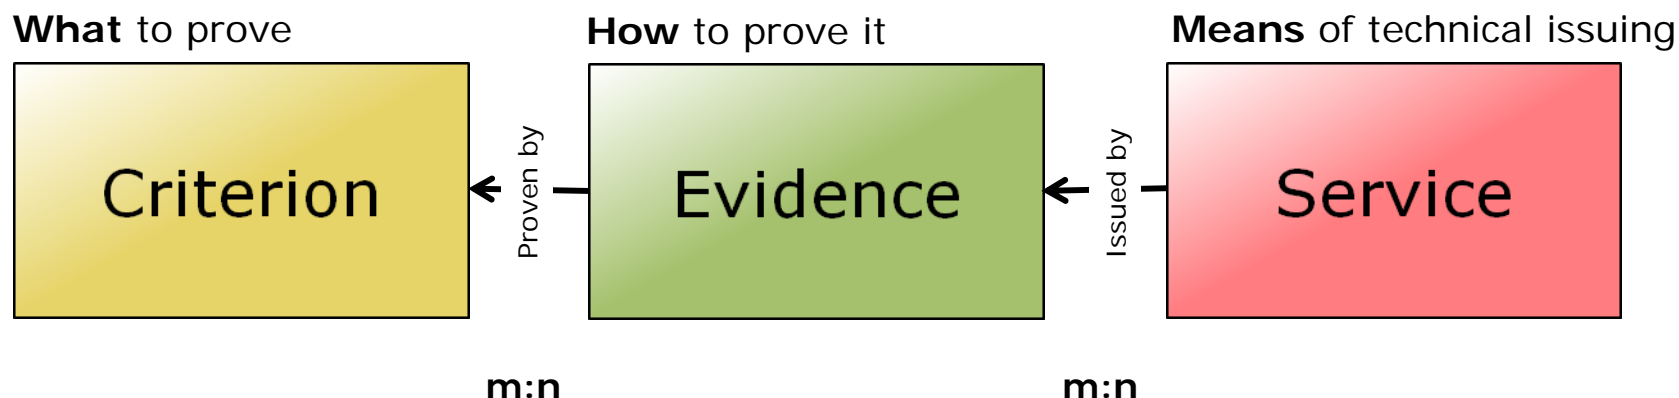 What to prove
How to prove it
Means of technical issuing
Criterion
Proven by
Evidence
Issued by
Service
m:n
m:n